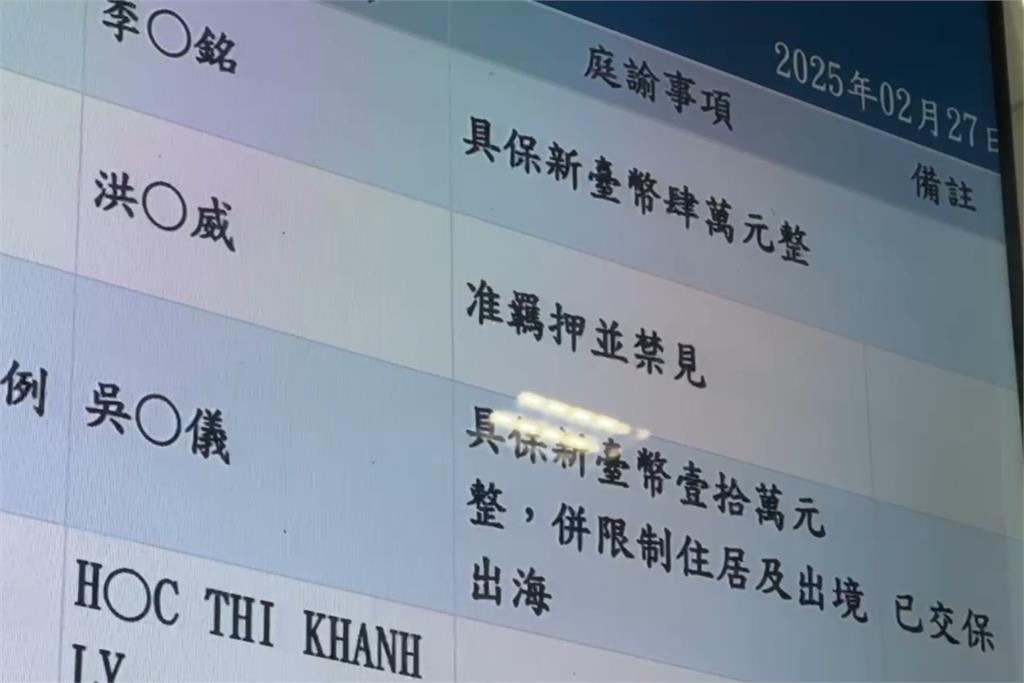 2025年02月27日
庭諭事項
備註
李○銘
具保新臺幣肆萬元整
洪○威
准羈押並禁見
例
吳○儀
具保新臺幣壹拾萬元
整，併限制住居及出境
出海
已交保
H○C THI KHANH
LY